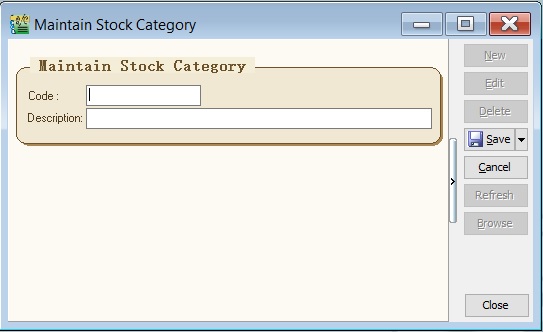 Maintain Stock Category
Maintain Stock Category
Code :
Description:
New
Edit
Delete
Save
Cancel
Refresh
Browse
Close